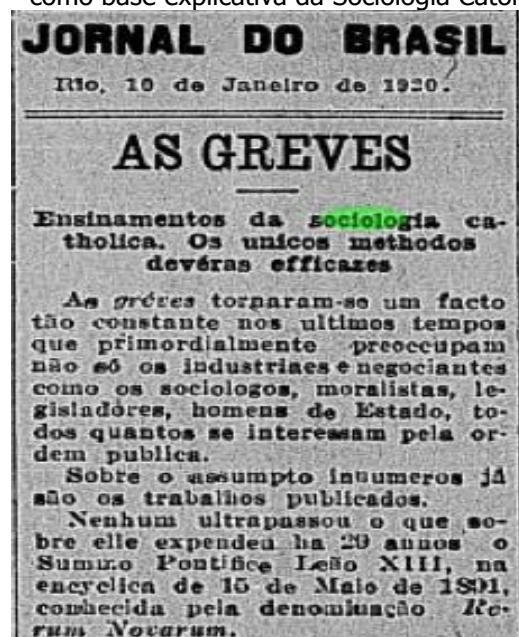 como base explicativa da Sociologia Catól
JORNAL DO BRASIL
Rio, 10 de Janeiro de 1920.
AS GREVES
Ensinamentos da sociologia ca-
tholica. Os unicos methodos
devéras efficazes
As gréves tornaram-se um facto
tão constante nos ultimos tempos
que primordialmente preoccupam
não só os industriaes e negociantes
como os sociologos, moralistas, le-
gisladôres, homens de Estado, to-
dos quantos se interessam pela or-
dem publica.
Sobre o assumpto innumeros já
são os trabalhos publicados.
Nenhum ultrapassou o que so-
bre elle expendeu ha 29 annos o
Summo Pontifice Leão XIII, na
encyclica de 15 de Maio de 1891,
conhecida pela denominação Re-
rum Novarum.